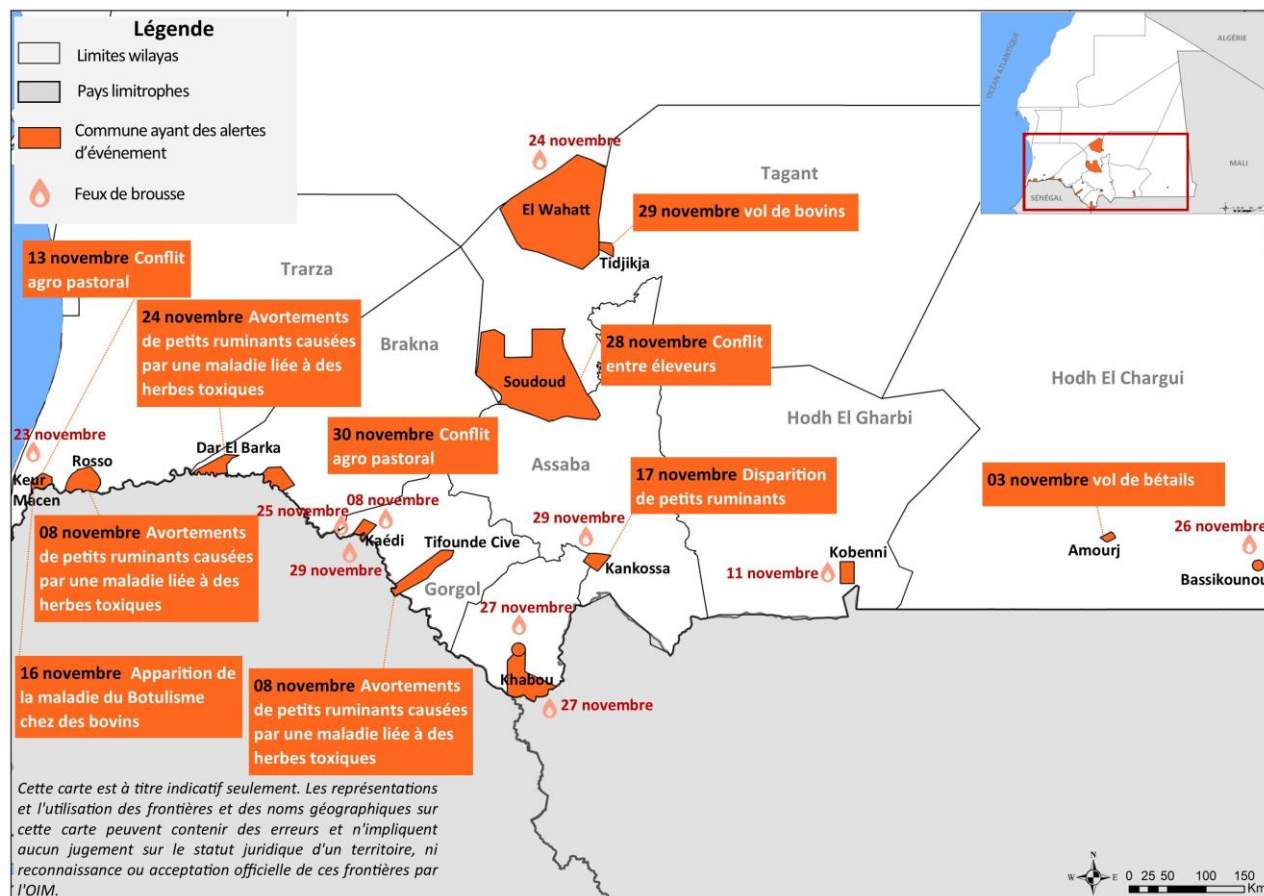 Légende
Limites wilayas
Pays limitrophes
Commune ayant des alertes
d'événement
Feux de brousse
OCÉAN ATLANTIQUE
ALGÉRIE
MALI
SÉNÉGAL
24 novembre
El Wahatt
Tagant
29 novembre vol de bovins
Tidjikja
13 novembre Conflit
agro pastoral
Trarza
24 novembre Avortements
de petits ruminants causées
par une maladie liée à des
herbes toxiques
Brakna
28 novembre Conflit
entre éleveurs
Soudoud
Hodh El Chargui
Hodh El Gharbi
23 novembre
Keur
Macen
Rosso
Dar El Barka
30 novembre Conflit
agro pastoral
Assaba
17 novembre Disparition
de petits ruminants
03 novembre vol de bétails
08 novembre
25 novembre
Kaédi
29 novembre
Tifounde Cive
29 novembre
Kankossa
Kobenni
11 novembre
Amourj
26 novembre
Bassikounou
08 novembre Avortements
de petits ruminants causées
par une maladie liée à des
herbes toxiques
Gorgol
27 novembre
Khabou
27 novembre
16 novembre Apparition de
la maladie du Botulisme
chez des bovins
08 novembre Avortements
de petits ruminants causées
par une maladie liée à des
herbes toxiques
Cette carte est à titre indicatif seulement. Les représentations
et l'utilisation des frontières et des noms géographiques sur
cette carte peuvent contenir des erreurs et n'impliquent
aucun jugement sur le statut juridique d'un territoire, ni
reconnaissance ou acceptation officielle de ces frontières par
l'OIM.
N
W E
S
0 25 50 100 150
Km